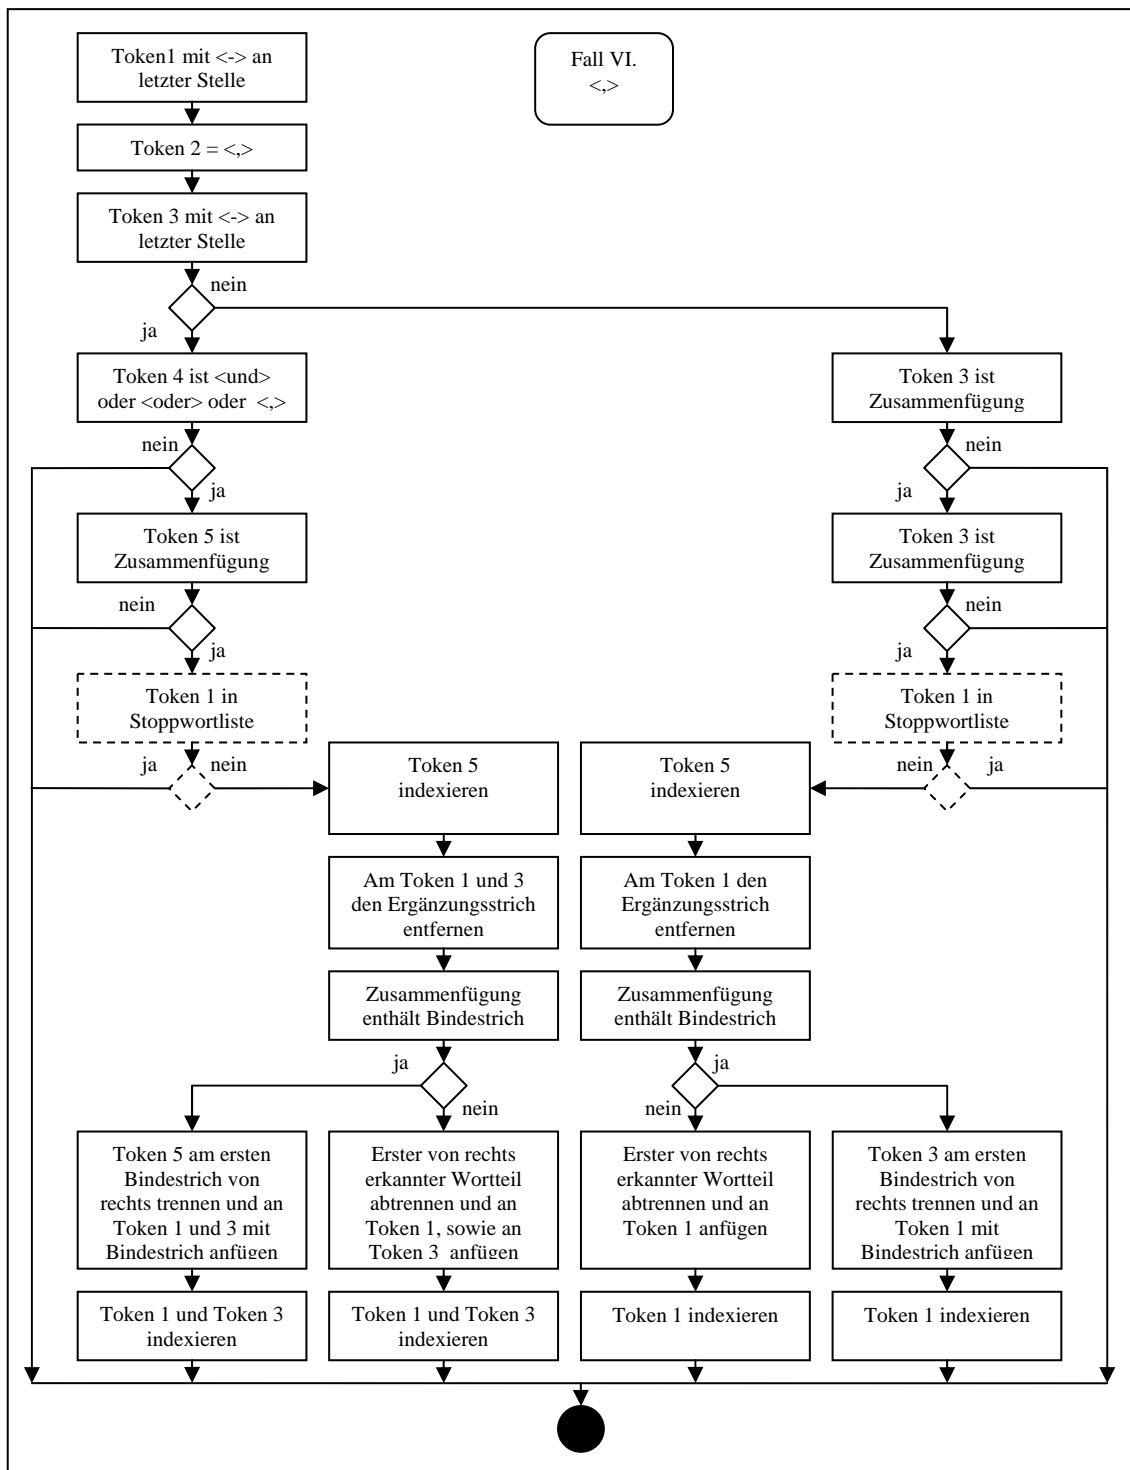 Token1 mit <-> an
letzter Stelle
Fall VI.
<,>
Token 2 = <,>
Token 3 mit <-> an
letzter Stelle
nein
ja
Token 4 ist <und>
oder <oder> oder <,>
Token 3 ist
Zusammenfügung
nein
ja
nein
ja
Token 5 ist
Zusammenfügung
Token 3 ist
Zusammenfügung
nein
ja
nein
ja
Token 1 in
Stoppwortliste
Token 1 in
Stoppwortliste
ja
nein
nein
ja
Token 5
indexieren
Token 5
indexieren
Am Token 1 und 3
den Ergänzungsstrich
entfernen
Am Token 1 den
Ergänzungsstrich
entfernen
Zusammenfügung
enthält Bindestrich
Zusammenfügung
enthält Bindestrich
ja
nein
ja
nein
Token 5 am ersten
Bindestrich von
rechts trennen und an
Token 1 und 3 mit
Bindestrich anfügen
Erster von rechts
erkannter Wortteil
abtrennen und an
Token 1, sowie an
Token 3 anfügen
Erster von rechts
erkannter Wortteil
abtrennen und an
Token 1 anfügen
Token 3 am ersten
Bindestrich von
rechts trennen und an
Token 1 mit
Bindestrich anfügen
Token 1 und Token 3
indexieren
Token 1 und Token 3
indexieren
Token 1 indexieren
Token 1 indexieren